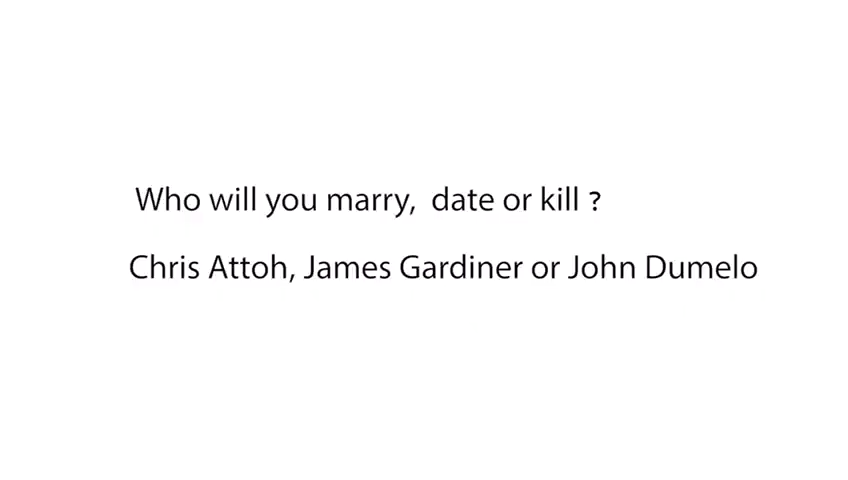 Who will you marry, date or kill ?
Chris Attoh, James Gardiner or John Dumelo